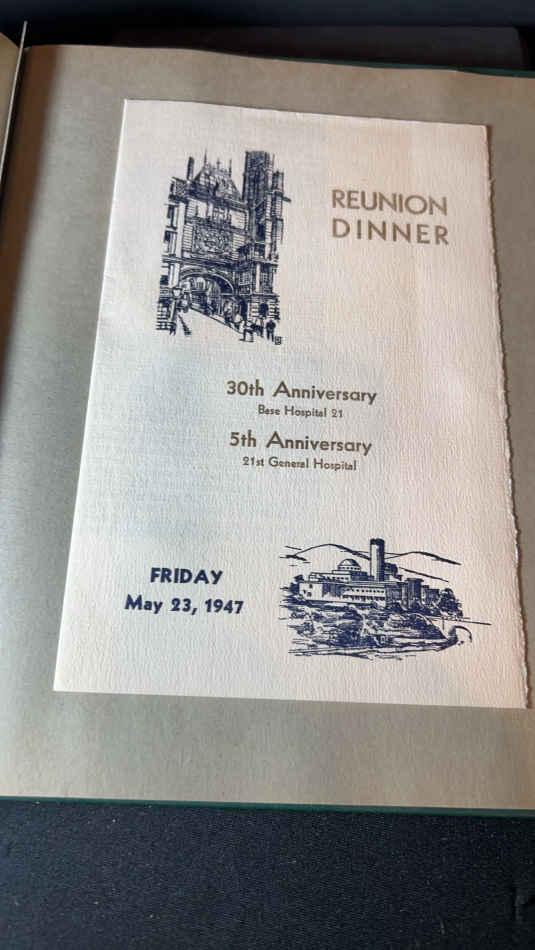 REUNION
DINNER
30th Anniversary
Base Hospital 21
5th Anniversary
21st General Hospital
FRIDAY
May 23, 1947